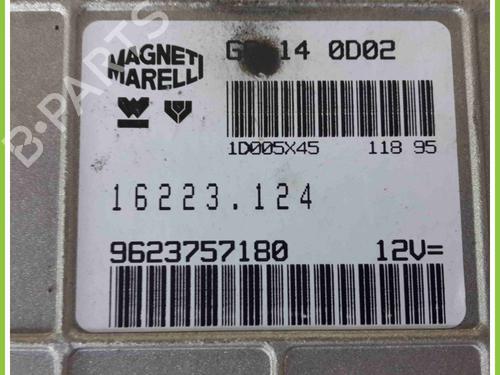 MAGNETI
MARELLI
14 0D02
1D005X45 118 95
16223.124
9623757180 12V=
B-PARTS